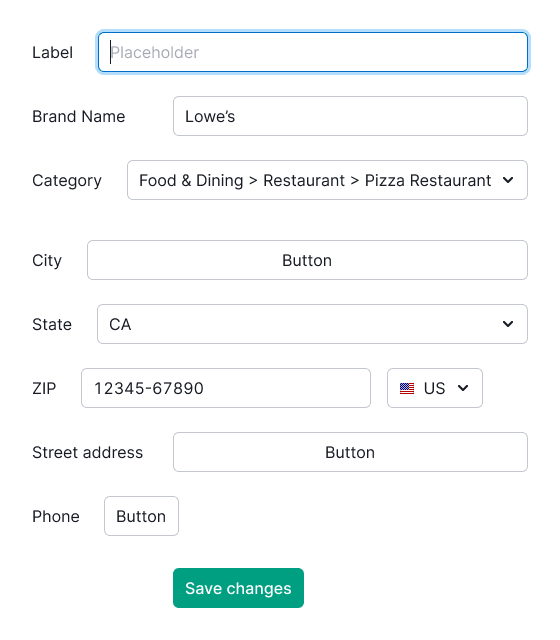 Label Placeholder
Brand Name Lowe’s
Category Food & Dining > Restaurant > Pizza Restaurant
City Button
State CA
ZIP 12345-67890 US
Street address Button
Phone Button
Save changes